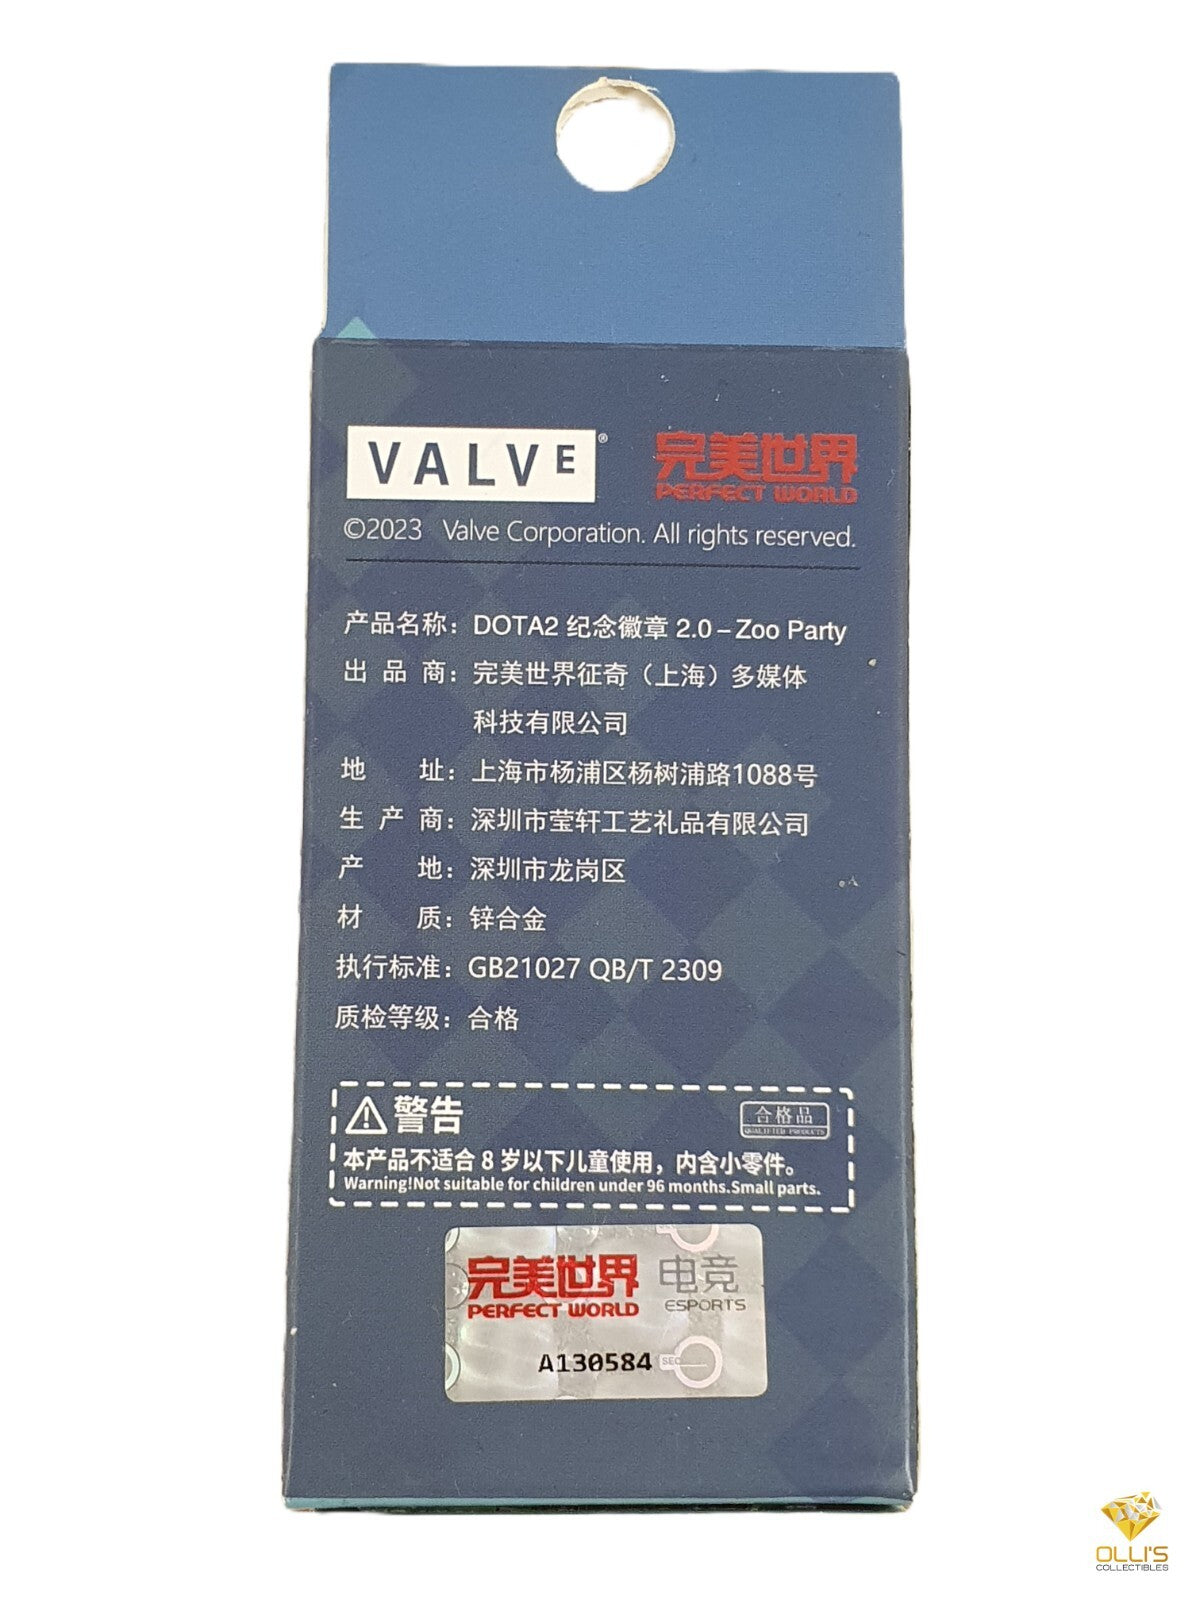 VALVE®
完美世界
PERFECT WORLD
©2023 Valve Corporation. All rights reserved.
产品名称：DOTA2 纪念徽章 2.0 – Zoo Party
出品商：完美世界征奇（上海）多媒体
科技有限公司
地址：上海市杨浦区杨树浦路1088号
生产商：深圳市莹轩工艺礼品有限公司
产地：深圳市龙岗区
材质：锌合金
执行标准：GB21027 QB/T 2309
质检等级：合格
警告
合格品
QUALIFIED PRODUCTS
本产品不适合 8 岁以下儿童使用，内含小零件。
Warning!Not suitable for children under 96 months.Small parts.
完美世界 电竞
PERFECT WORLD ESPORTS
A130584
OLLI'S
COLLECTIBLES